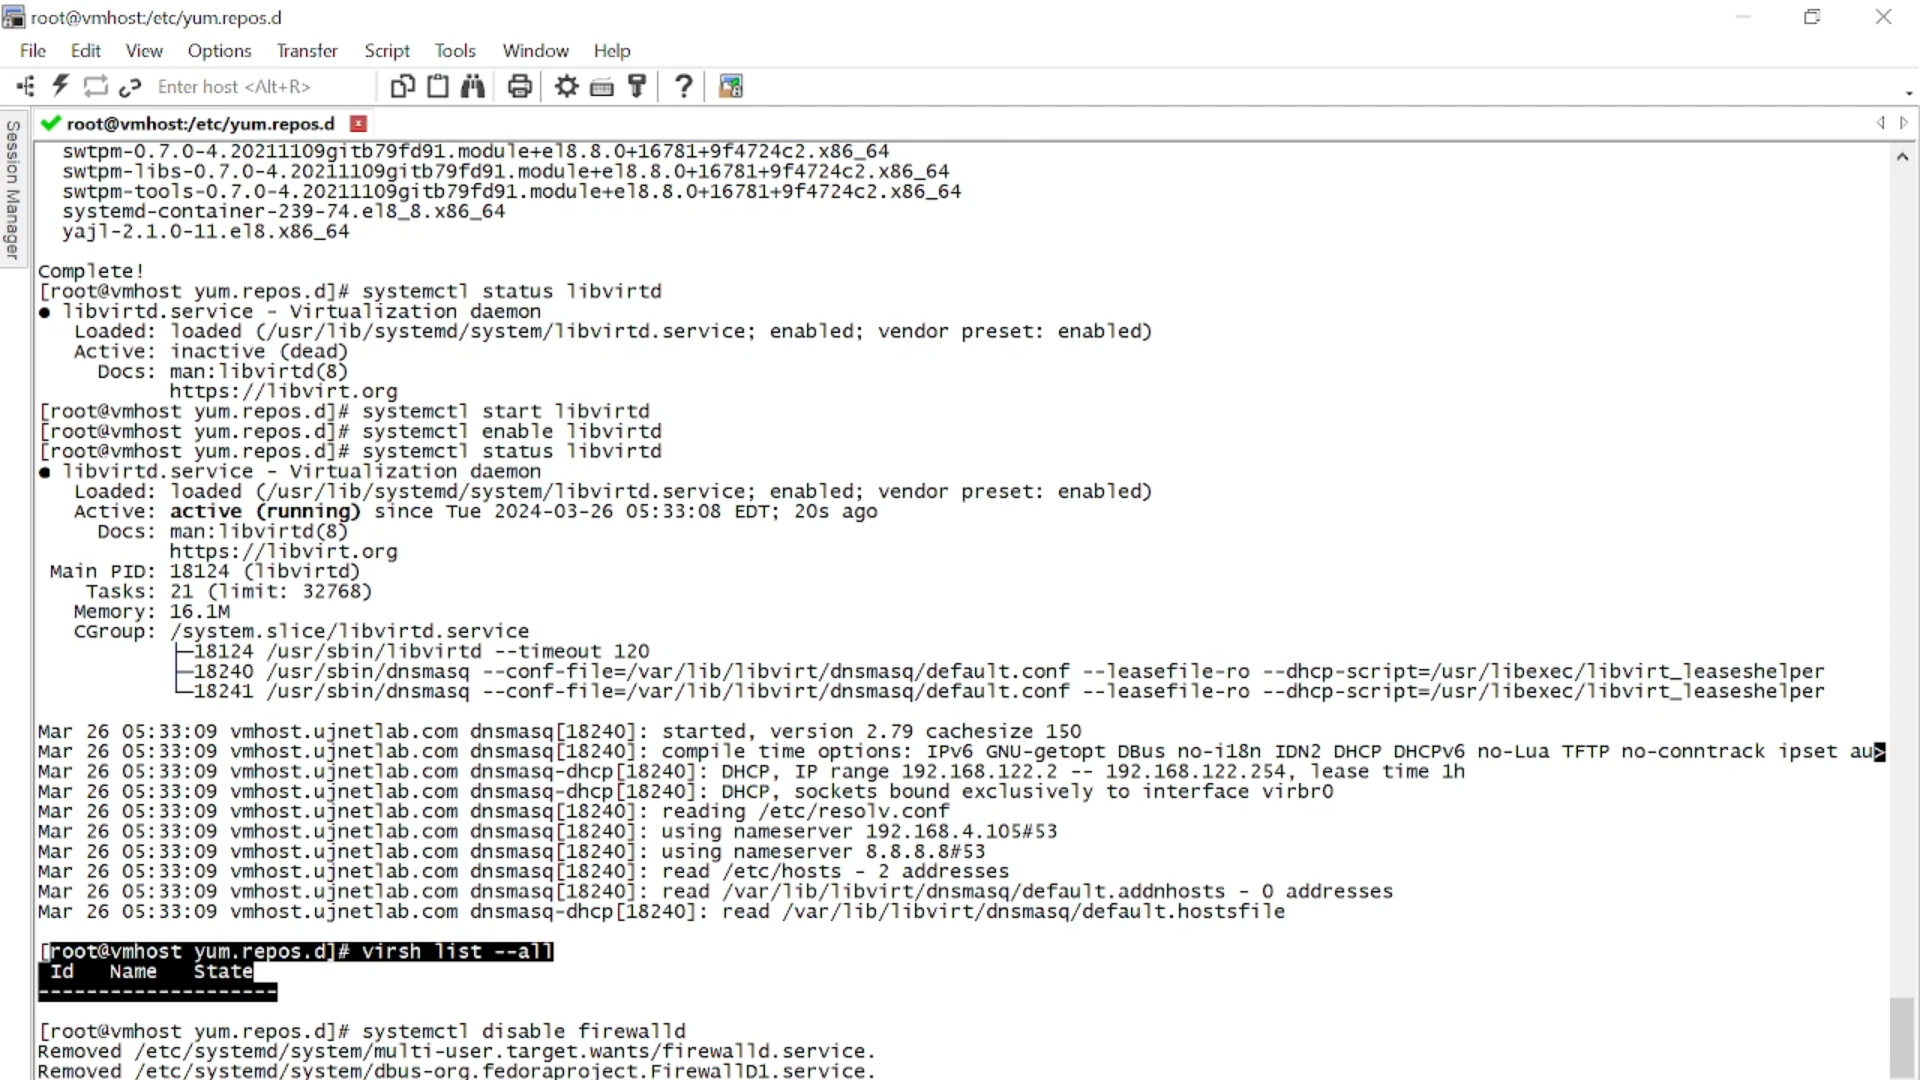 root@vmhost:/etc/yum.repos.d
File Edit View Options Transfer Script Tools Window Help
Enter host <Alt+R>
root@vmhost:/etc/yum.repos.d
Session Manager
swtpm-0.7.0-4.20211109gitb79fd91.module+el8.8.0+16781+9f4724c2.x86_64
swtpm-libs-0.7.0-4.20211109gitb79fd91.module+el8.8.0+16781+9f4724c2.x86_64
swtpm-tools-0.7.0-4.20211109gitb79fd91.module+el8.8.0+16781+9f4724c2.x86_64
systemd-container-239-74.el8_8.x86_64
yajl-2.1.0-11.el8.x86_64
Complete!
[root@vmhost yum.repos.d]# systemctl status libvirtd
● libvirtd.service - Virtualization daemon
Loaded: loaded (/usr/lib/systemd/system/libvirtd.service; enabled; vendor preset: enabled)
Active: inactive (dead)
Docs: man:libvirtd(8)
https://libvirt.org
[root@vmhost yum.repos.d]# systemctl start libvirtd
[root@vmhost yum.repos.d]# systemctl enable libvirtd
[root@vmhost yum.repos.d]# systemctl status libvirtd
● libvirtd.service - Virtualization daemon
Loaded: loaded (/usr/lib/systemd/system/libvirtd.service; enabled; vendor preset: enabled)
Active: active (running) since Tue 2024-03-26 05:33:08 EDT; 20s ago
Docs: man:libvirtd(8)
https://libvirt.org
Main PID: 18124 (libvirtd)
Tasks: 21 (limit: 32768)
Memory: 16.1M
CGroup: /system.slice/libvirtd.service
├─18124 /usr/sbin/libvirtd --timeout 120
├─18240 /usr/sbin/dnsmasq --conf-file=/var/lib/libvirt/dnsmasq/default.conf --leasefile-ro --dhcp-script=/usr/libexec/libvirt_leaseshelper
└─18241 /usr/sbin/dnsmasq --conf-file=/var/lib/libvirt/dnsmasq/default.conf --leasefile-ro --dhcp-script=/usr/libexec/libvirt_leaseshelper
Mar 26 05:33:09 vmhost.ujnetlab.com dnsmasq[18240]: started, version 2.79 cachesize 150
Mar 26 05:33:09 vmhost.ujnetlab.com dnsmasq[18240]: compile time options: IPv6 GNU-getopt DBus no-i18n IDN2 DHCP DHCPv6 no-Lua TFTP no-conntrack ipset au>
Mar 26 05:33:09 vmhost.ujnetlab.com dnsmasq-dhcp[18240]: DHCP, IP range 192.168.122.2 -- 192.168.122.254, lease time 1h
Mar 26 05:33:09 vmhost.ujnetlab.com dnsmasq-dhcp[18240]: DHCP, sockets bound exclusively to interface virbr0
Mar 26 05:33:09 vmhost.ujnetlab.com dnsmasq[18240]: reading /etc/resolv.conf
Mar 26 05:33:09 vmhost.ujnetlab.com dnsmasq[18240]: using nameserver 192.168.4.105#53
Mar 26 05:33:09 vmhost.ujnetlab.com dnsmasq[18240]: using nameserver 8.8.8.8#53
Mar 26 05:33:09 vmhost.ujnetlab.com dnsmasq[18240]: read /etc/hosts - 2 addresses
Mar 26 05:33:09 vmhost.ujnetlab.com dnsmasq[18240]: read /var/lib/libvirt/dnsmasq/default.addnhosts - 0 addresses
Mar 26 05:33:09 vmhost.ujnetlab.com dnsmasq-dhcp[18240]: read /var/lib/libvirt/dnsmasq/default.hostsfile
[root@vmhost yum.repos.d]# virsh list --all
Id Name State
--------------------
[root@vmhost yum.repos.d]# systemctl disable firewalld
Removed /etc/systemd/system/multi-user.target.wants/firewalld.service.
Removed /etc/systemd/system/dbus-org.fedoraproject.FirewallD1.service.